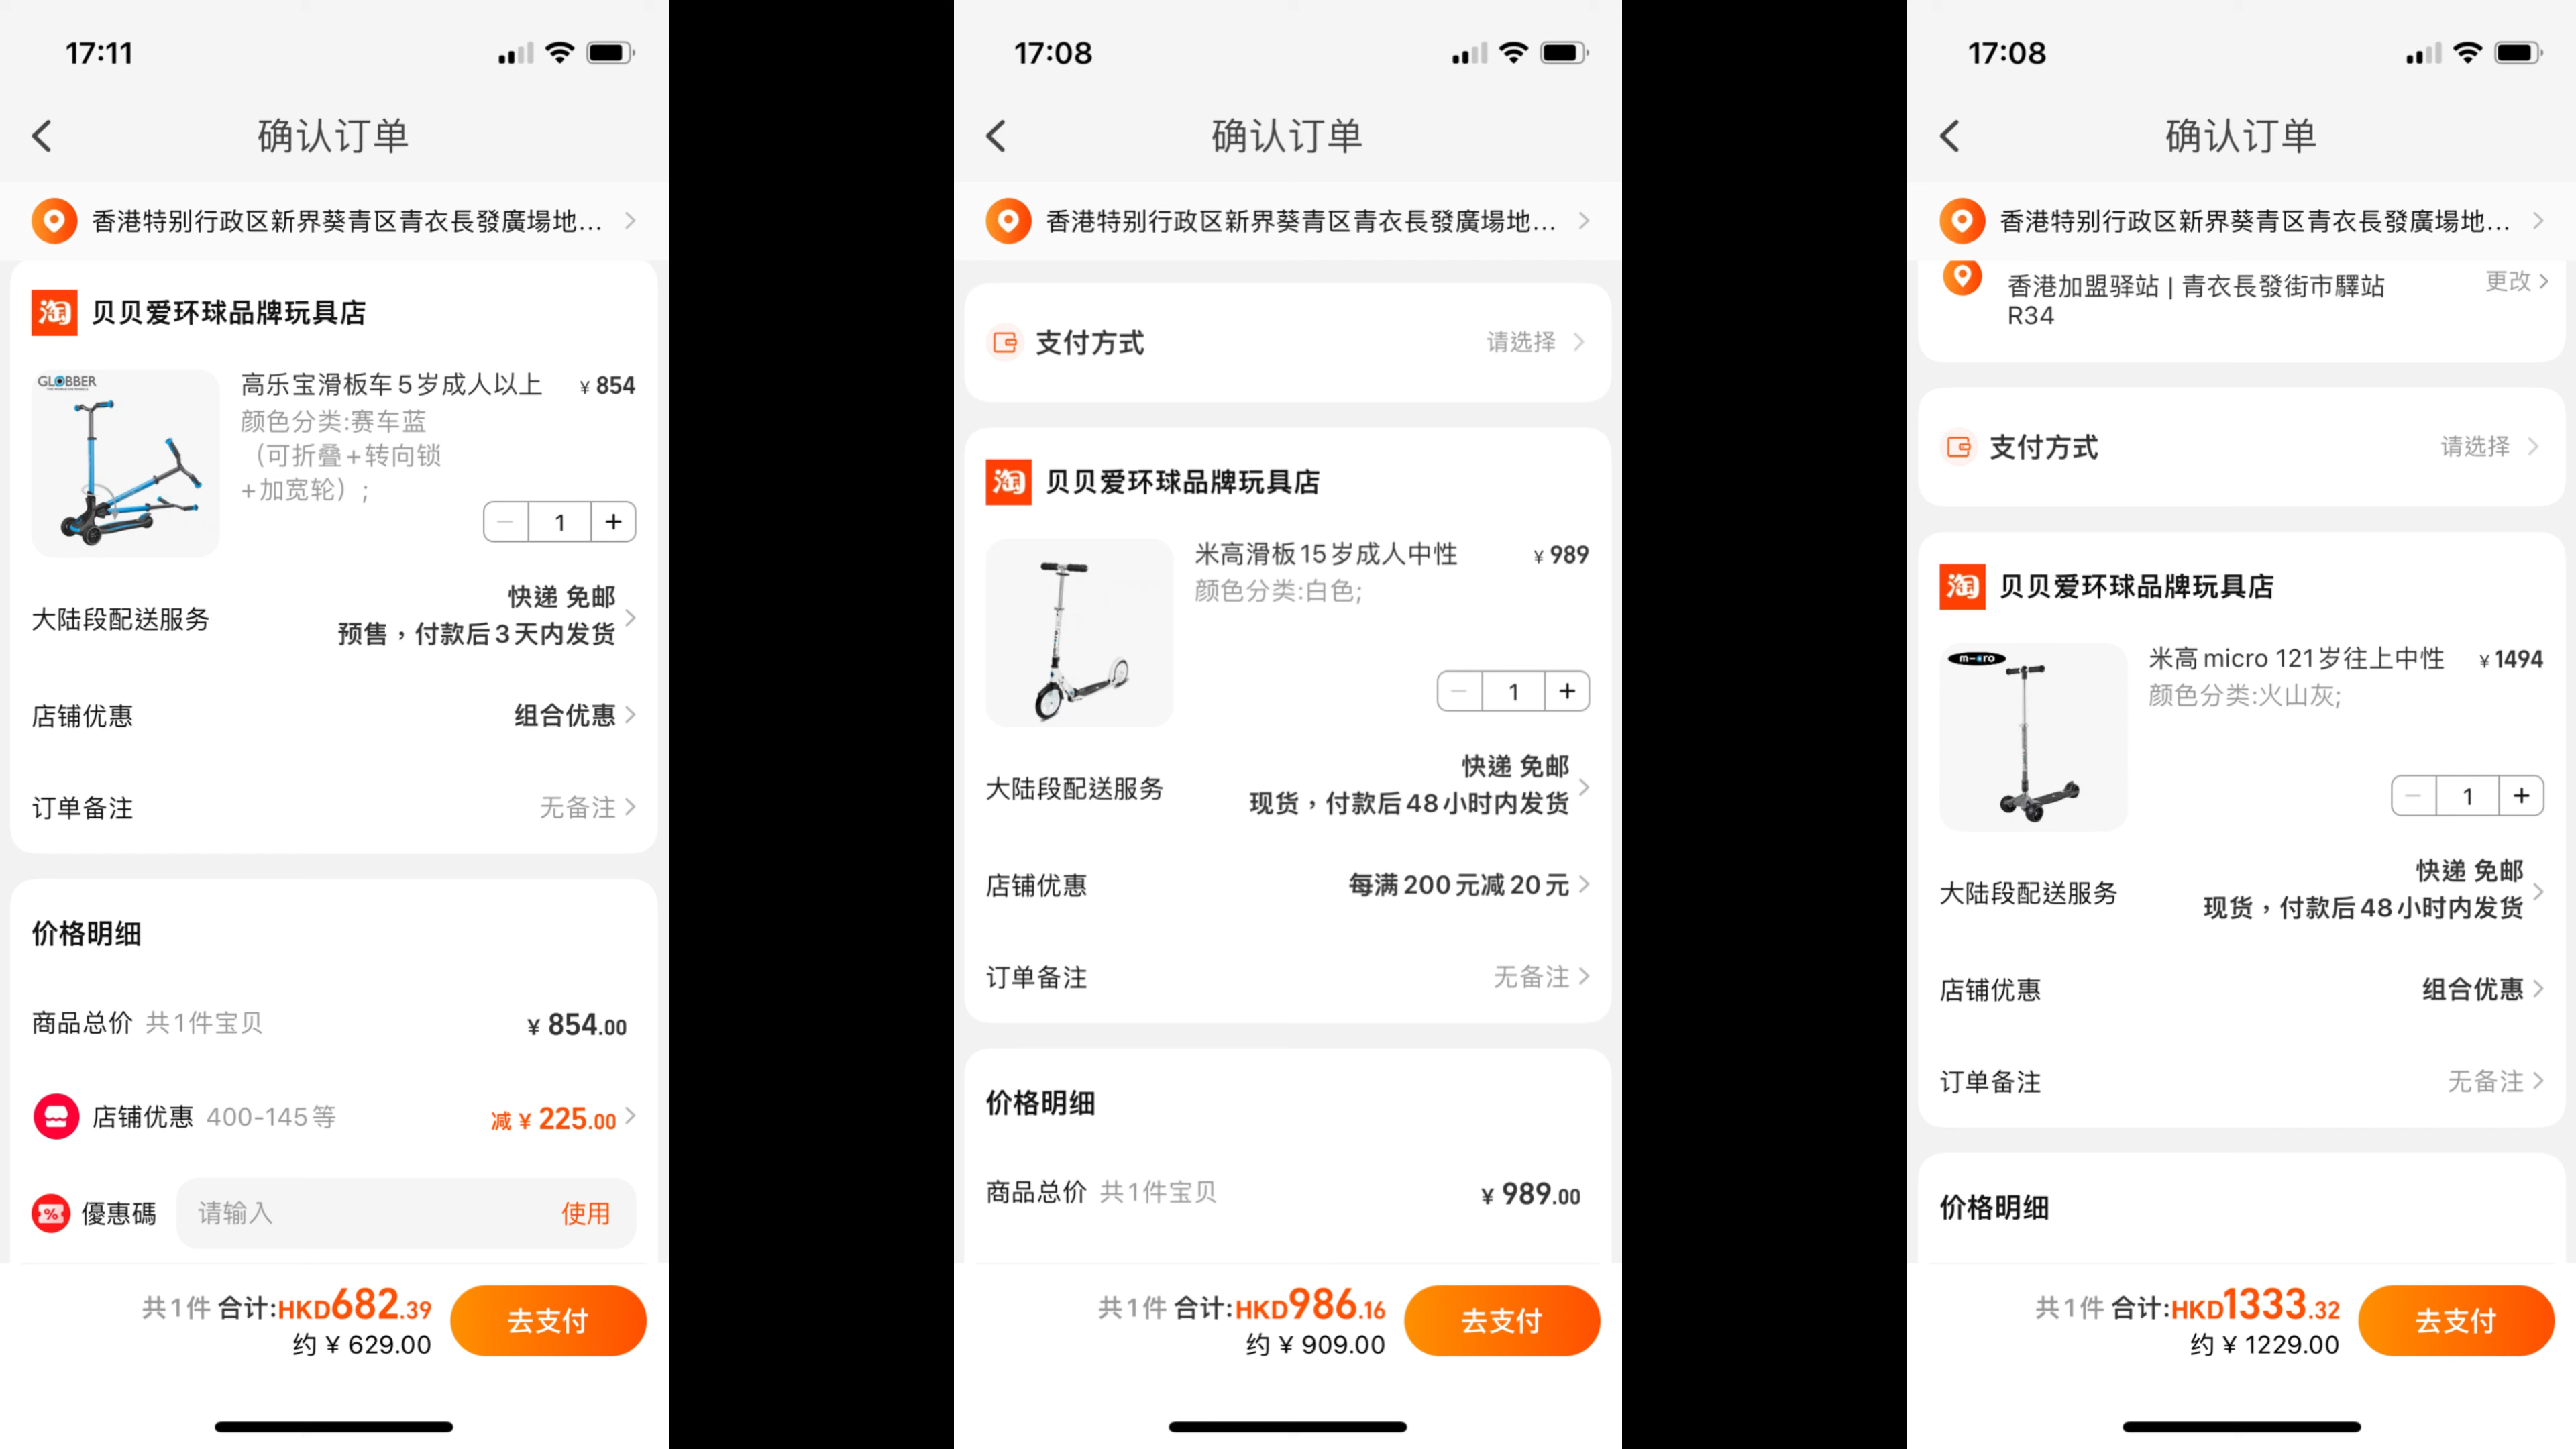 17:11
确认订单
香港特别行政区新界葵青区青衣長發廣場地...
淘 贝贝爱环球品牌玩具店
GLOBBER
高乐宝滑板车5岁成人以上 ¥854
颜色分类:赛车蓝
（可折叠+转向锁
+加宽轮）;
1 +
大陆段配送服务
快递 免邮
预售，付款后3天内发货
店铺优惠 组合优惠
订单备注 无备注
价格明细
商品总价 共1件宝贝 ¥854.00
店铺优惠 400-145等 减¥225.00
優惠碼 请输入 使用
共1件 合计:HKD682.39
约¥629.00
去支付
17:08
确认订单
香港特别行政区新界葵青区青衣長發廣場地...
支付方式 请选择
淘 贝贝爱环球品牌玩具店
米高滑板15岁成人中性 ¥989
颜色分类:白色;
1 +
大陆段配送服务
快递 免邮
现货，付款后48小时内发货
店铺优惠 每满200元减20元
订单备注 无备注
价格明细
商品总价 共1件宝贝 ¥989.00
共1件 合计:HKD986.16
约¥909.00
去支付
17:08
确认订单
香港特别行政区新界葵青区青衣長發廣場地...
香港加盟驿站 | 青衣長發街市驛站 更改
R34
支付方式 请选择
淘 贝贝爱环球品牌玩具店
micro
米高micro 121岁往上中性 ¥1494
颜色分类:火山灰;
1 +
大陆段配送服务
快递 免邮
现货，付款后48小时内发货
店铺优惠 组合优惠
订单备注 无备注
价格明细
共1件 合计:HKD1333.32
约¥1229.00
去支付